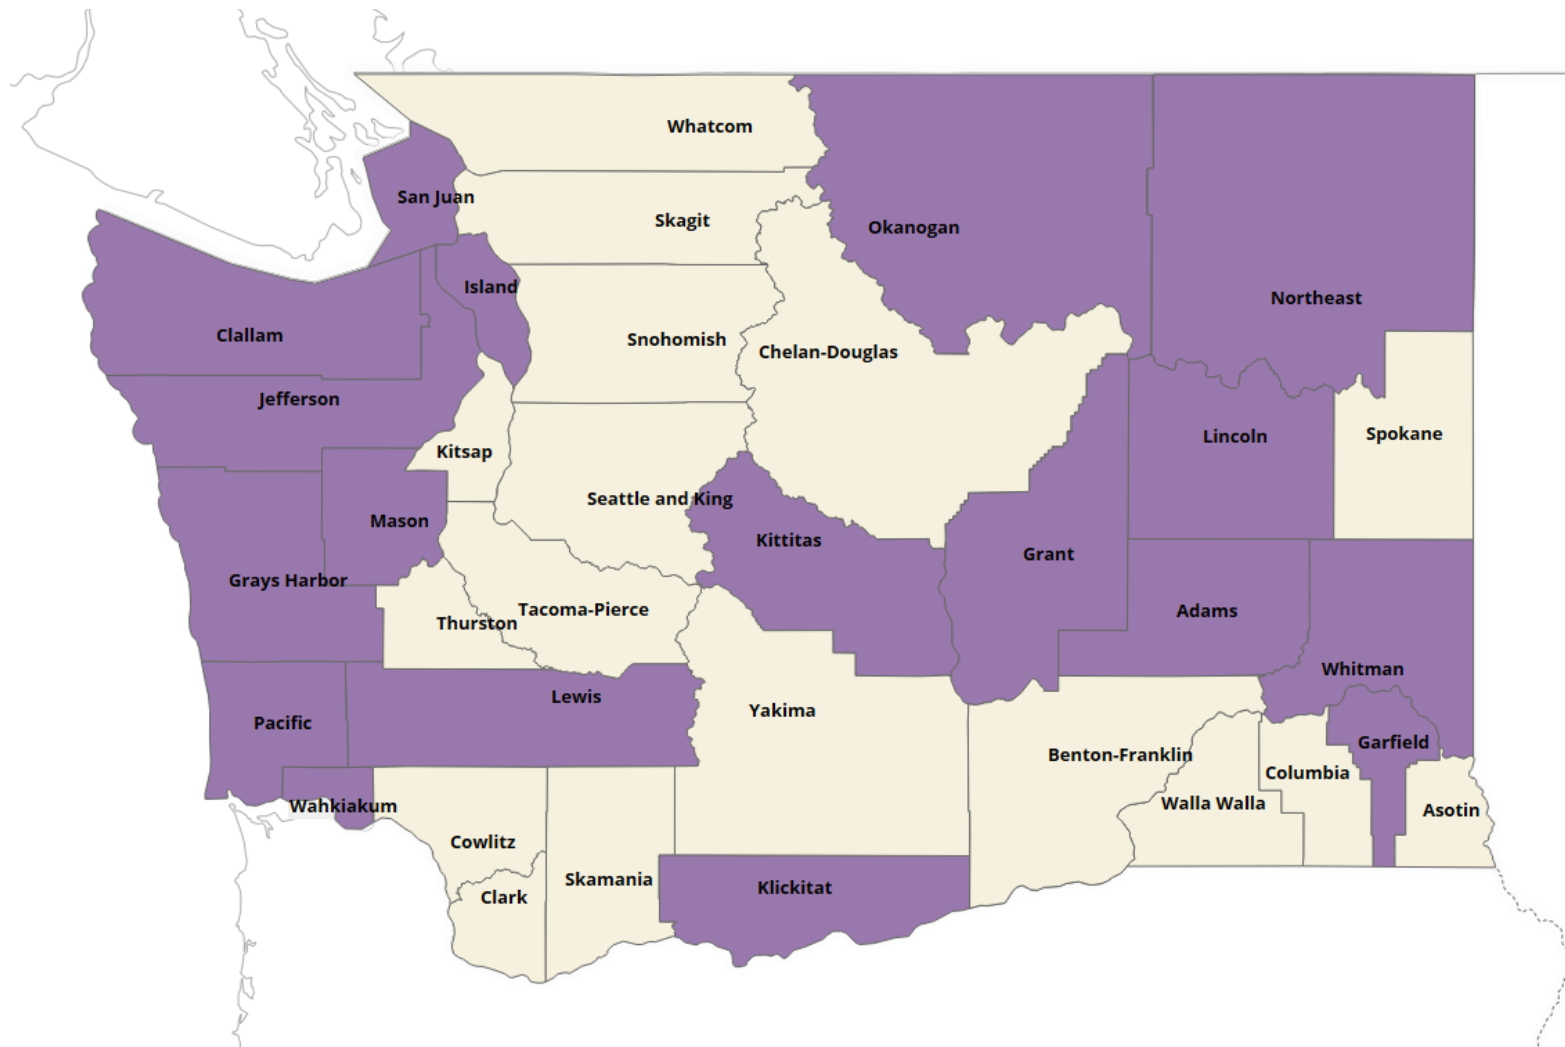 Whatcom
San Juan
Skagit
Okanogan
Island
Northeast
Clallam
Snohomish
Chelan-Douglas
Jefferson
Kitsap
Lincoln
Spokane
Seattle and King
Mason
Kittitas
Grant
Grays Harbor
Tacoma-Pierce
Thurston
Adams
Whitman
Lewis
Yakima
Pacific
Garfield
Benton-Franklin
Columbia
Walla Walla
Wahkiakum
Asotin
Cowlitz
Skamania
Klickitat
Clark